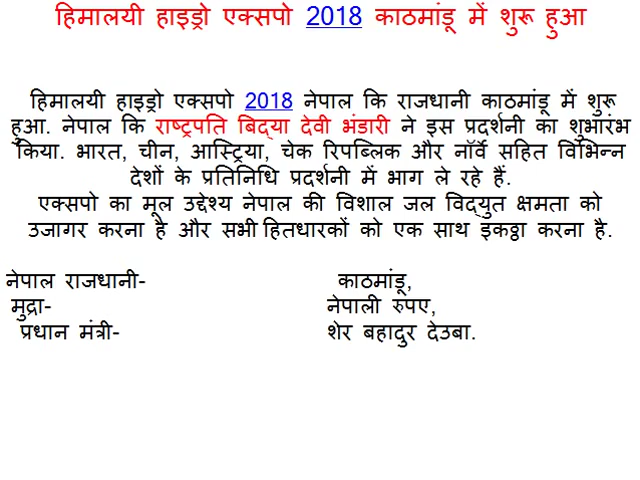 हिमालयी हाइड्रो एक्सपो 2018 काठमांडू में शुरू हुआ
हिमालयी हाइड्रो एक्सपो 2018 नेपाल कि राजधानी काठमांडू में शुरू
हुआ. नेपाल कि राष्ट्रपति बिद्या देवी भंडारी ने इस प्रदर्शनी का शुभारंभ
किया. भारत, चीन, आस्ट्रिया, चेक रिपब्लिक और नॉर्वे सहित विभिन्न
देशों के प्रतिनिधि प्रदर्शनी में भाग ले रहे हैं.
एक्सपो का मूल उद्देश्य नेपाल की विशाल जल विद्युत क्षमता को
उजागर करना है और सभी हितधारकों को एक साथ इकठ्ठा करना है.
नेपाल राजधानी- काठमांडू,
मुद्रा- नेपाली रुपए,
प्रधान मंत्री- शेर बहादुर देउबा.